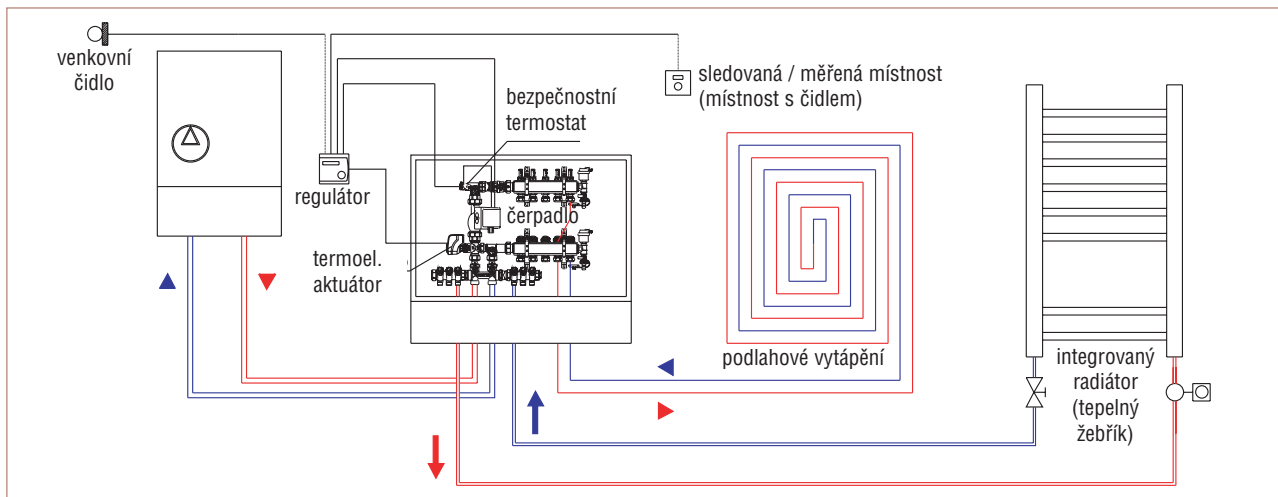 venkovní
čidlo
sledovaná / měřená místnost
(místnost s čidlem)
bezpečnostní
termostat
regulátor
čerpadlo
termoel.
aktuátor
podlahové vytápění
integrovaný
radiátor
(tepelný
žebřík)